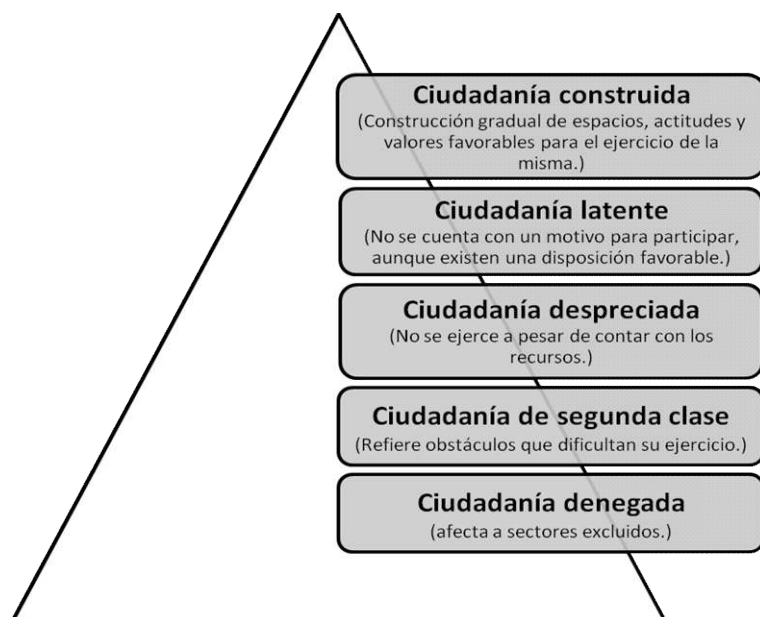 Ciudadanía construida
(Construcción gradual de espacios, actitudes y
valores favorables para el ejercicio de la
misma.)
Ciudadanía latente
(No se cuenta con un motivo para participar,
aunque existen una disposición favorable.)
Ciudadanía despreciada
(No se ejerce a pesar de contar con los
recursos.)
Ciudadanía de segunda clase
(Refiere obstáculos que dificultan su ejercicio.)
Ciudadanía denegada
(afecta a sectores excluidos.)